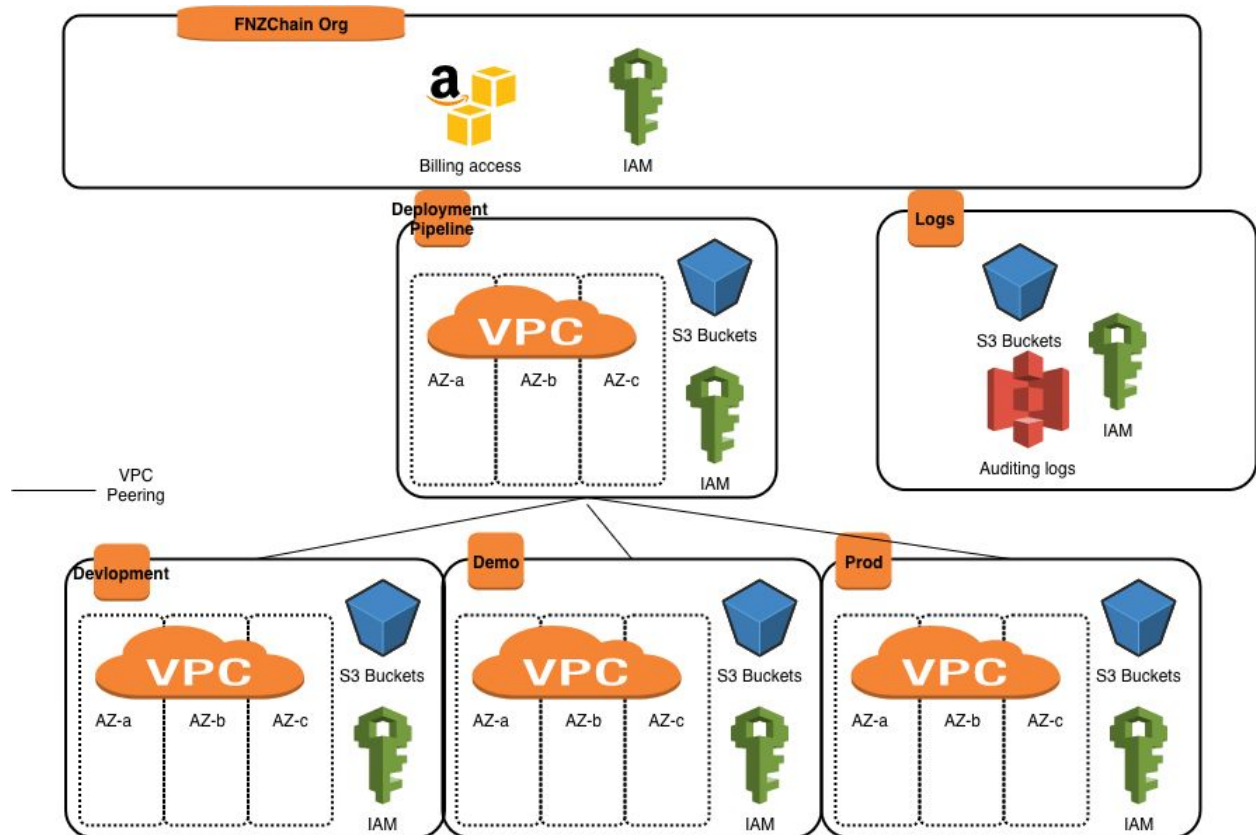 FNZChain Org
Billing access
IAM
Deployment
Pipeline
VPC
AZ-a
AZ-b
AZ-c
S3 Buckets
IAM
Logs
S3 Buckets
IAM
Auditing logs
VPC
Peering
Devlopment
VPC
AZ-a
AZ-b
AZ-c
S3 Buckets
IAM
Demo
VPC
AZ-a
AZ-b
AZ-c
S3 Buckets
IAM
Prod
VPC
AZ-a
AZ-b
AZ-c
S3 Buckets
IAM